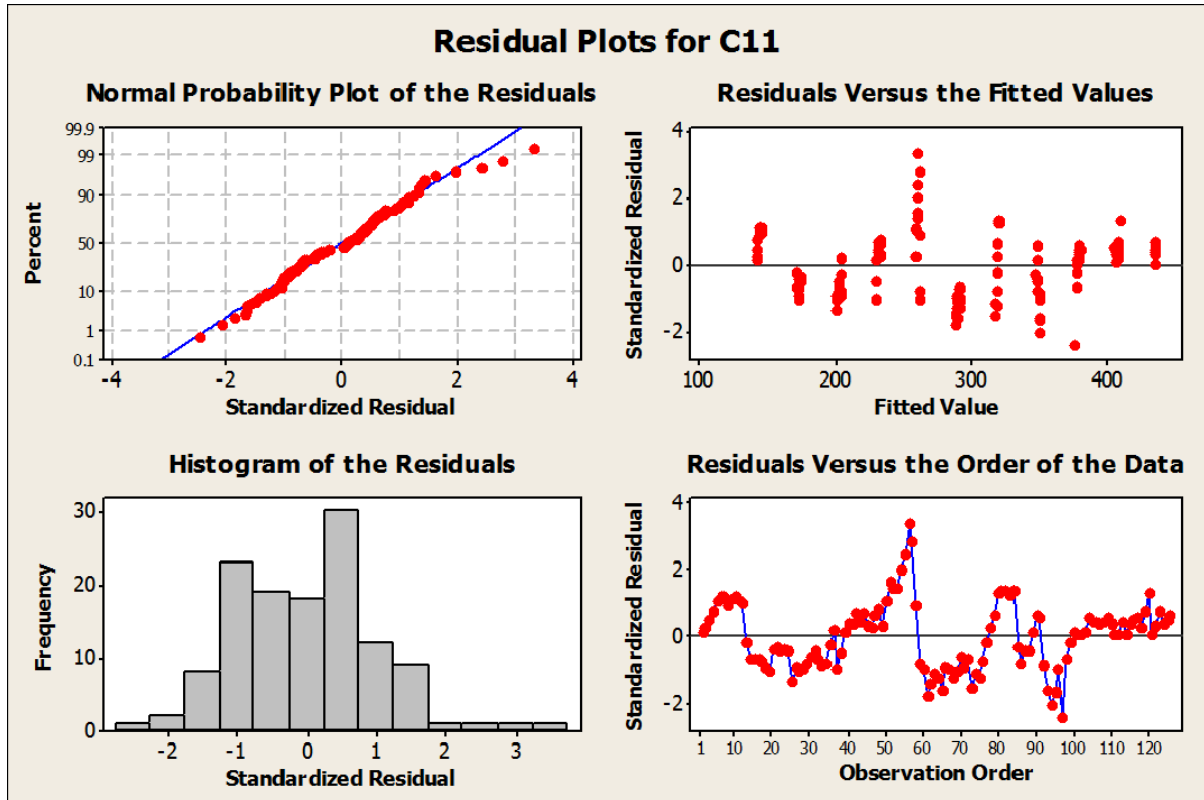 Residual Plots for C11
Normal Probability Plot of the Residuals
Percent
99.9
99
90
50
10
1
0.1
-4 -2 0 2 4
Standardized Residual
Residuals Versus the Fitted Values
Standardized Residual
4
2
0
-2
100 200 300 400
Fitted Value
Histogram of the Residuals
Frequency
30
20
10
0
-2 -1 0 1 2 3
Standardized Residual
Residuals Versus the Order of the Data
Standardized Residual
4
2
0
-2
1 10 20 30 40 50 60 70 80 90 100 110 120
Observation Order